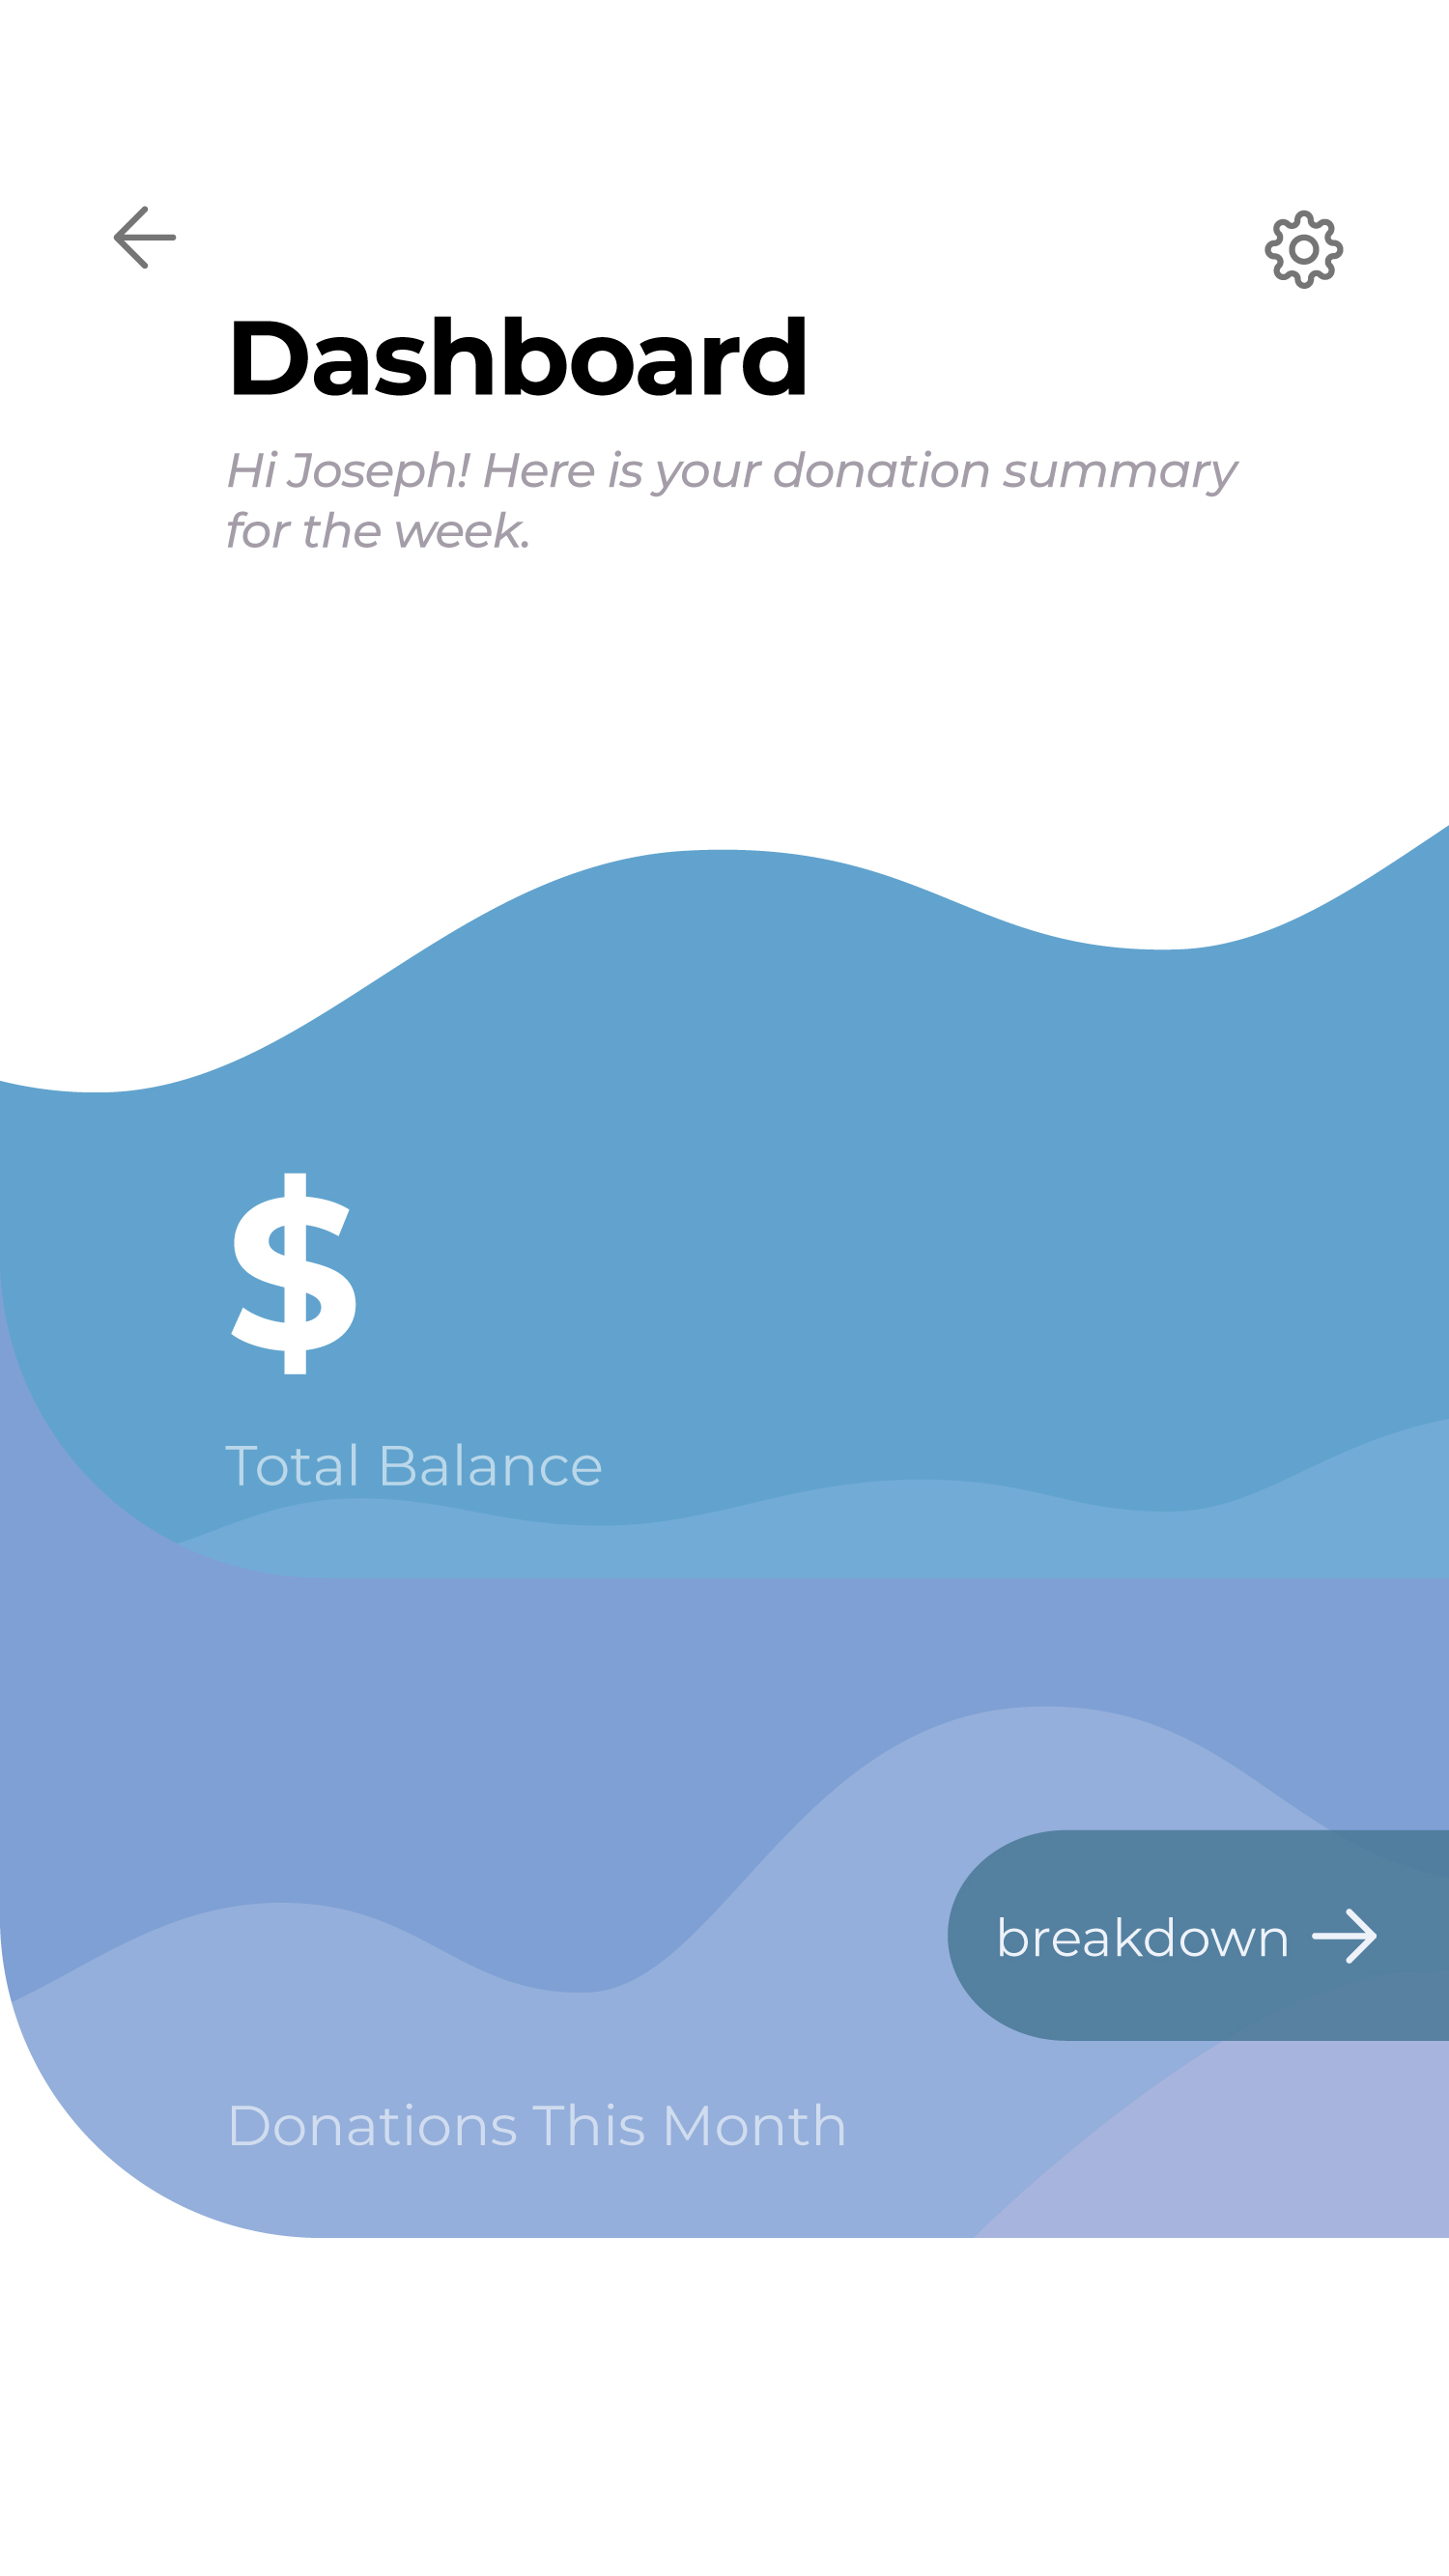 Dashboard
Hi Joseph! Here is your donation summary
for the week.
$
Total Balance
breakdown
Donations This Month